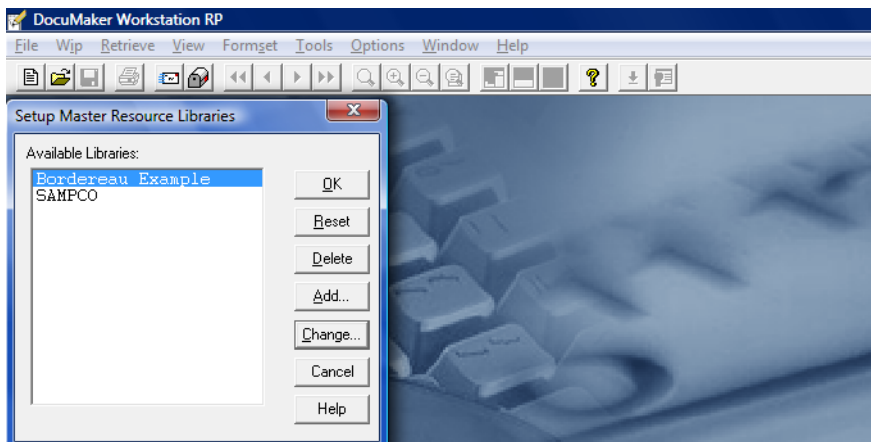 DocuMaker Workstation RP
File Wip Retrieve View Formset Tools Options Window Help
Setup Master Resource Libraries
Available Libraries:
Bordereau Example
SAMPCO
OK
Reset
Delete
Add...
Change...
Cancel
Help